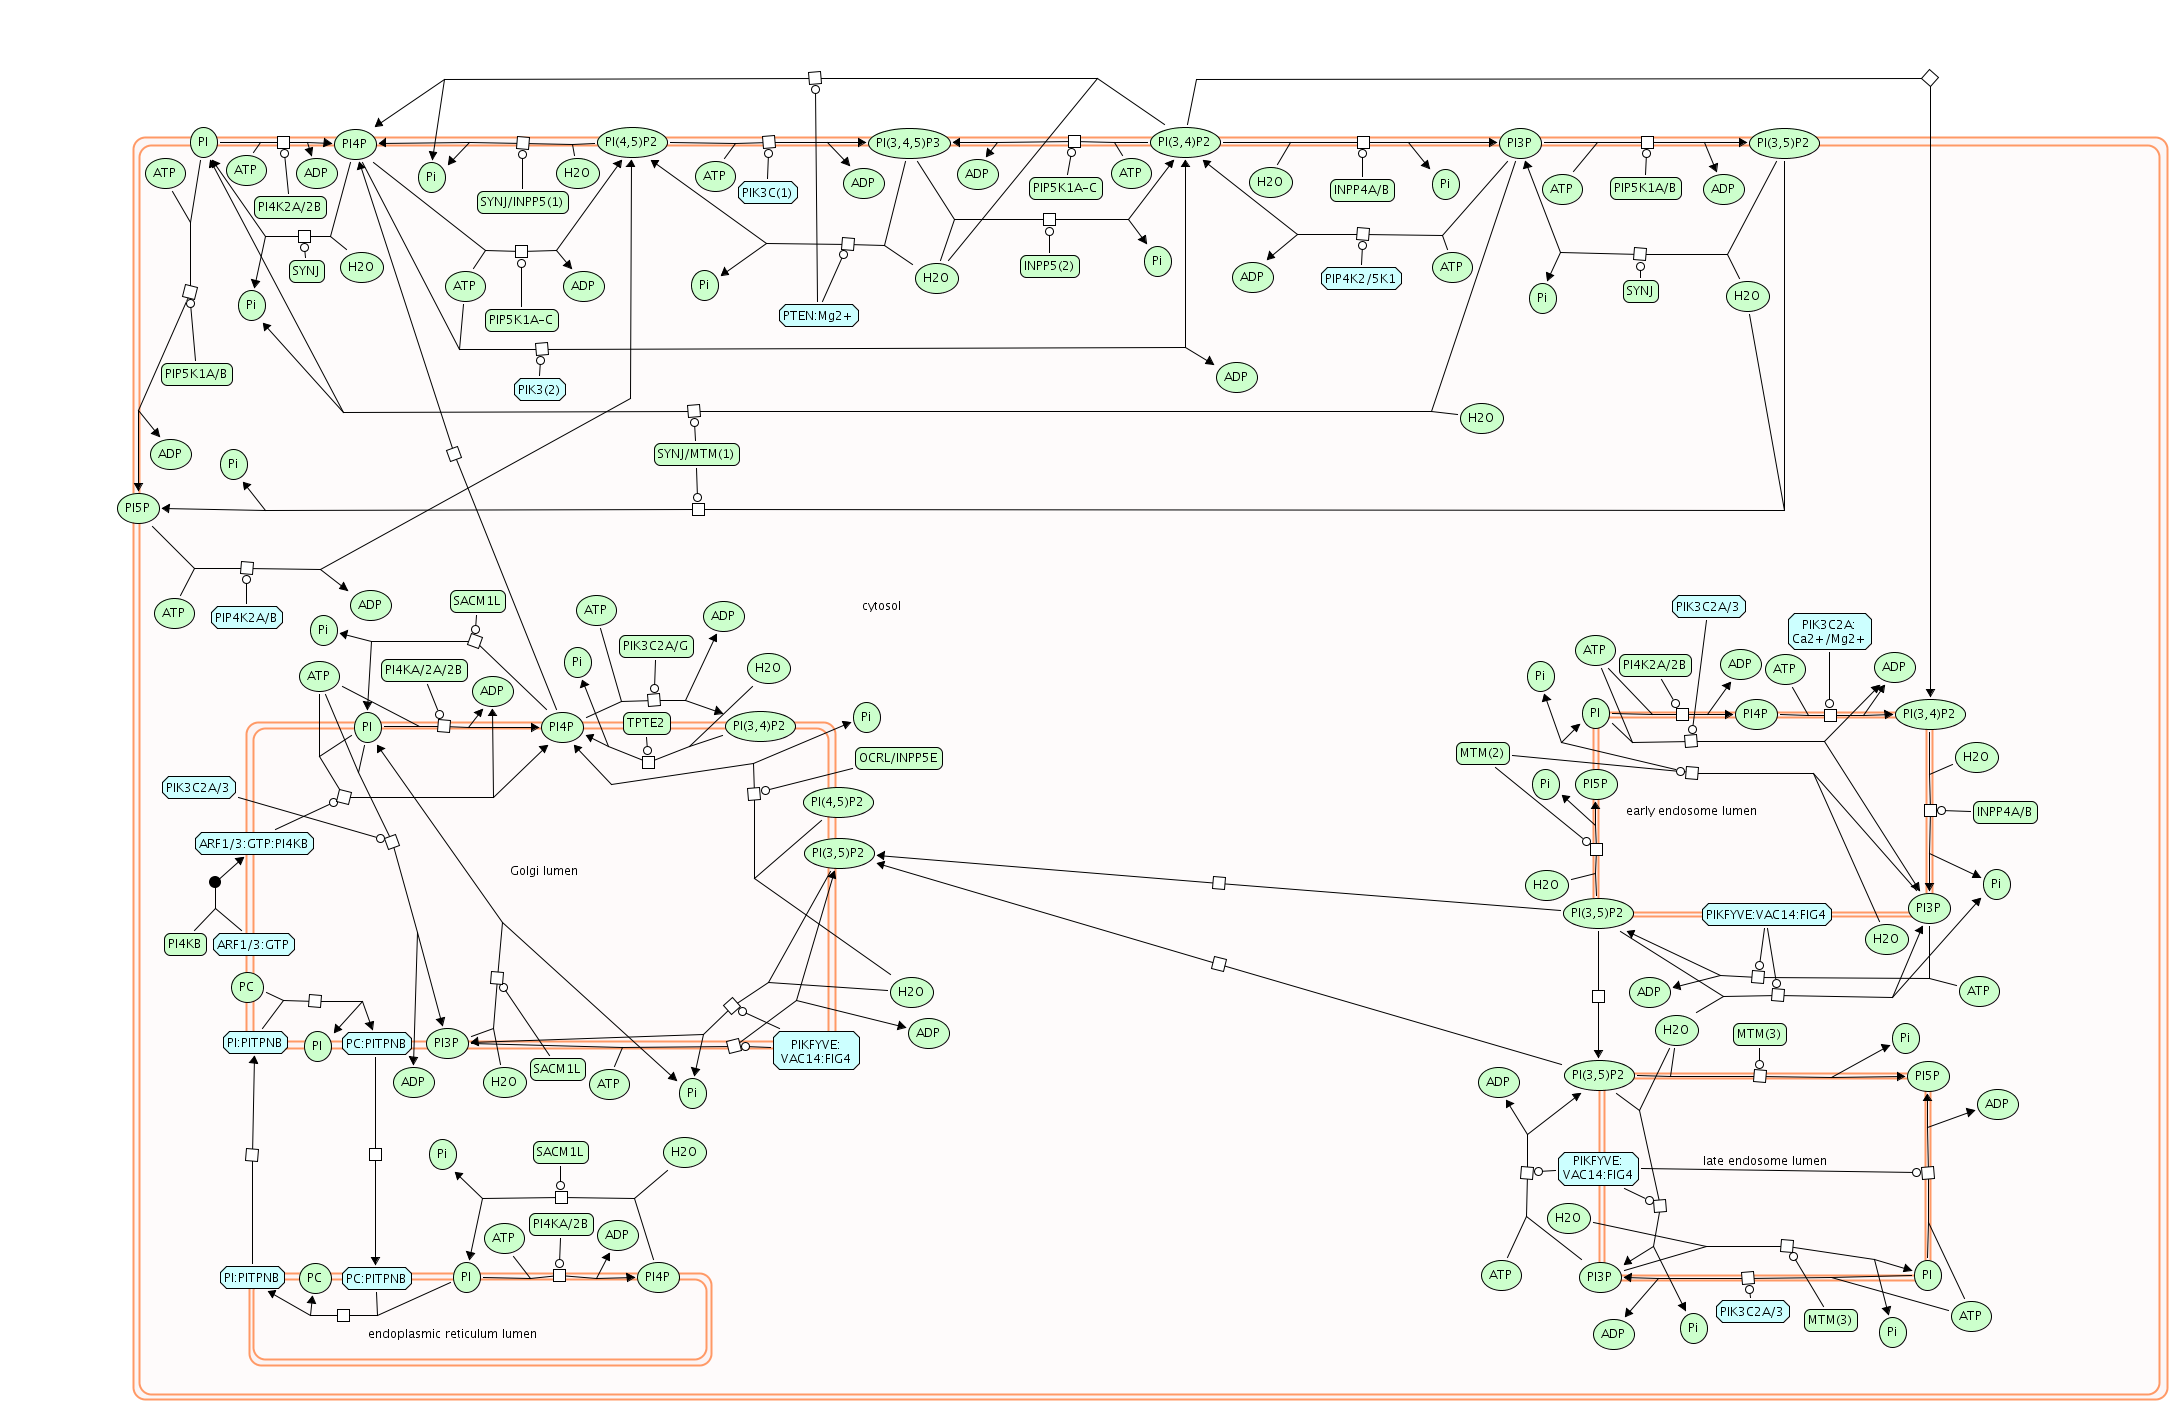 PI
PI4P
PI(4,5)P2
PI(3,4,5)P3
PI(3,4)P2
PI3P
PI(3,5)P2
ATP
ATP
ADP
Pi
H2O
ATP
ADP
ADP
ATP
H2O
Pi
ATP
ADP
PI4K2A/2B
SYNJ/INPP5(1)
PIK3C(1)
PIP5K1A-C
INPP4A/B
PIP5K1A/B
SYNJ
H2O
Pi
ATP
ADP
Pi
H2O
INPP5(2)
Pi
ADP
PIP4K2/5K1
ATP
Pi
SYNJ
H2O
PIP5K1A-C
PTEN:Mg2+
PIP5K1A/B
PIK3(2)
ADP
H2O
ADP
Pi
SYNJ/MTM(1)
PI5P
ATP
PIP4K2A/B
ADP
cytosol
SACM1L
Pi
ATP
PI4KA/2A/2B
ADP
ATP
ADP
PIK3C2A/G
Pi
H2O
PI
PI4P
TPTE2
PI(3,4)P2
Pi
OCRL/INPP5E
PIK3C2A/3
PI(4,5)P2
ARF1/3:GTP:PI4KB
PI(3,5)P2
Golgi lumen
PI4KB
ARF1/3:GTP
PC
H2O
PI:PITPNB
PI
PC:PITPNB
PI3P
ADP
PIKFYVE:
VAC14:FIG4
ADP
H2O
SACM1L
ATP
Pi
PIK3C2A/3
PIK3C2A:
Ca2+/Mg2+
ATP
PI4K2A/2B
ADP
ATP
ADP
Pi
PI
PI4P
PI(3,4)P2
MTM(2)
H2O
Pi
PI5P
early endosome lumen
INPP4A/B
H2O
Pi
PI(3,5)P2
PIKFYVE:VAC14:FIG4
PI3P
H2O
ADP
ATP
H2O
MTM(3)
Pi
PI(3,5)P2
PI5P
ADP
ADP
PIKFYVE:
VAC14:FIG4
late endosome lumen
H2O
ATP
PI3P
PI
PIK3C2A/3
MTM(3)
ATP
ADP
Pi
Pi
Pi
SACM1L
H2O
ATP
PI4KA/2B
ADP
PI:PITPNB
PC
PC:PITPNB
PI
PI4P
endoplasmic reticulum lumen